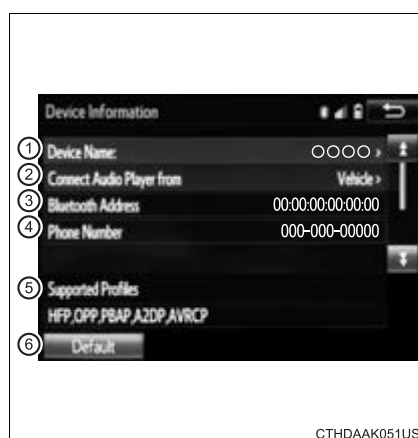 Device Information
① Device Name: ○○○○ ›
② Connect Audio Player from Vehicle ›
③ Bluetooth Address 00:00:00:00:00:00
④ Phone Number 000-000-00000
⑤ Supported Profiles
HFP,OPP,PBAP,A2DP,AVRCP
⑥ Default
CTHDAAK051US